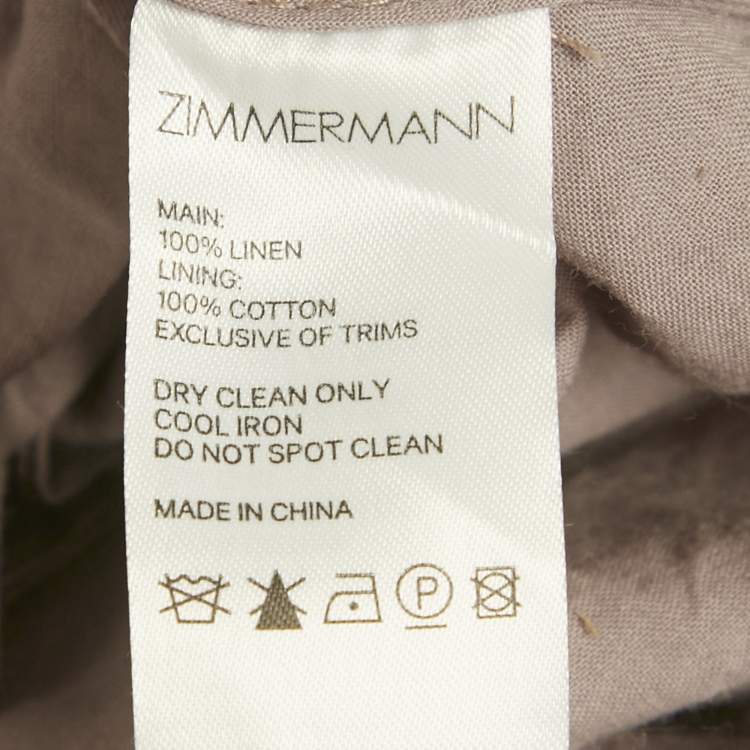 ZIMMERMANN
MAIN:
100% LINEN
LINING:
100% COTTON
EXCLUSIVE OF TRIMS
DRY CLEAN ONLY
COOL IRON
DO NOT SPOT CLEAN
MADE IN CHINA
P